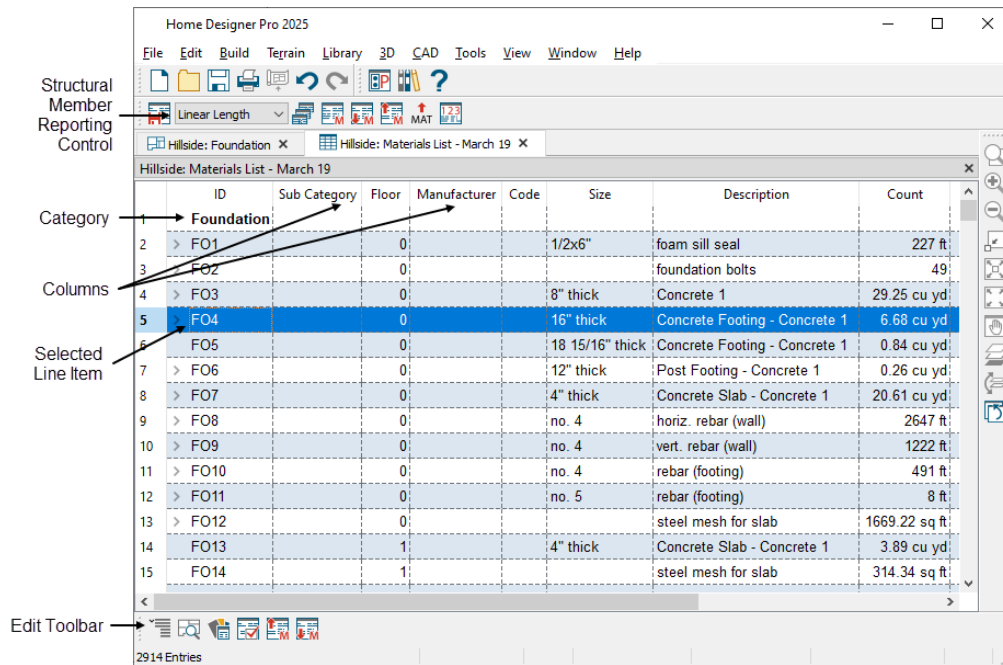 Home Designer Pro 2025
File Edit Build Terrain Library 3D CAD Tools View Window Help
Structural
Member
Reporting
Control
Linear Length
M M M MAT 123
Hillside: Foundation × Hillside: Materials List - March 19 ×
Hillside: Materials List - March 19
ID Sub Category Floor Manufacturer Code Size Description Count
Category
1 Foundation
2 FO1 0 1/2x6" foam sill seal 227 ft
3 FO2 0 foundation bolts 49
Columns
4 FO3 0 8" thick Concrete 1 29.25 cu yd
5 FO4 0 16" thick Concrete Footing - Concrete 1 6.68 cu yd
Selected
Line Item
6 FO5 0 18 15/16" thick Concrete Footing - Concrete 1 0.84 cu yd
7 FO6 0 12" thick Post Footing - Concrete 1 0.26 cu yd
8 FO7 0 4" thick Concrete Slab - Concrete 1 20.61 cu yd
9 FO8 0 no. 4 horiz. rebar (wall) 2647 ft
10 FO9 0 no. 4 vert. rebar (wall) 1222 ft
11 FO10 0 no. 4 rebar (footing) 491 ft
12 FO11 0 no. 5 rebar (footing) 8 ft
13 FO12 0 steel mesh for slab 1669.22 sq ft
14 FO13 1 4" thick Concrete Slab - Concrete 1 3.89 cu yd
15 FO14 1 steel mesh for slab 314.34 sq ft
Edit Toolbar
M M
2914 Entries